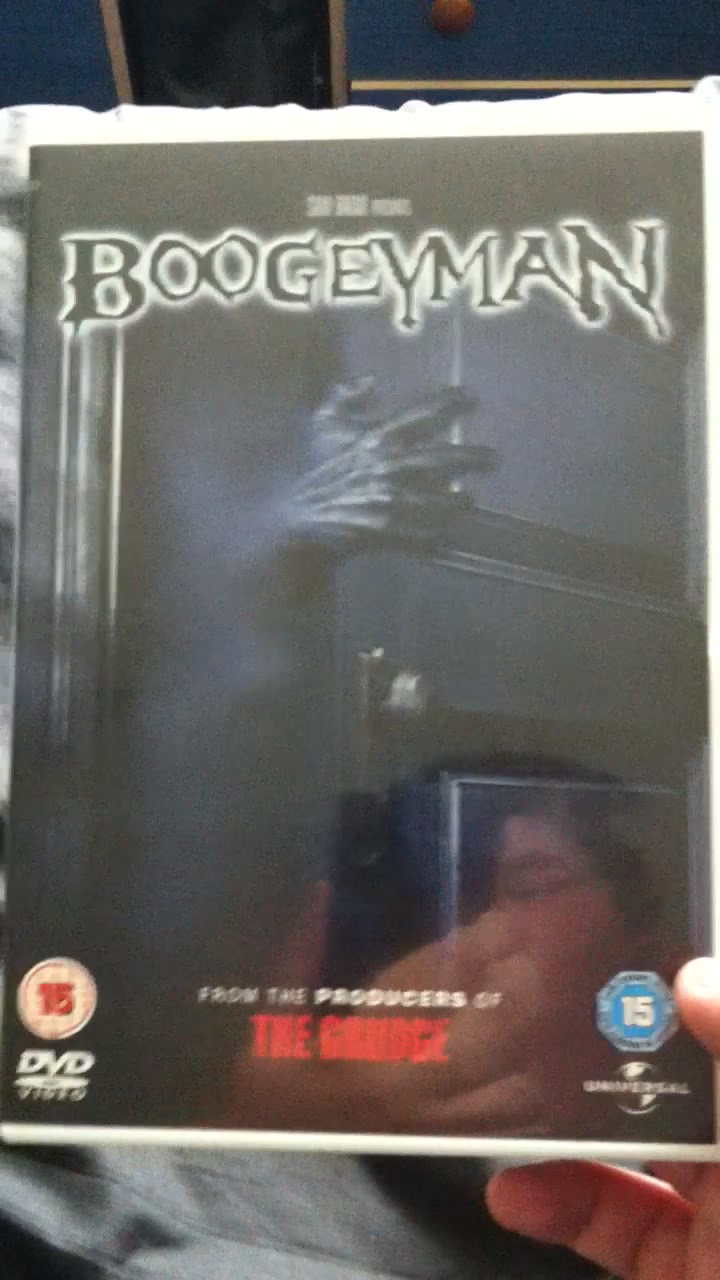 BOOGEYMAN
FROM THE PRODUCERS OF
THE GRUDGE
15
15
DVD
VIDEO
UNIVERSAL